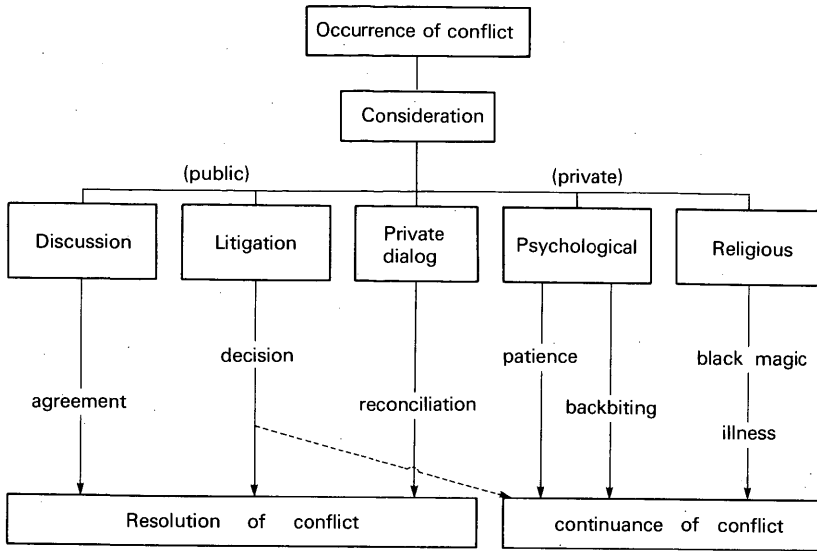 Occurrence of conflict
Consideration
(public)
(private)
Discussion
Litigation
Private
dialog
Psychological
Religious
decision
patience
black magic
agreement
reconciliation
backbiting
illness
Resolution of conflict
continuance of conflict